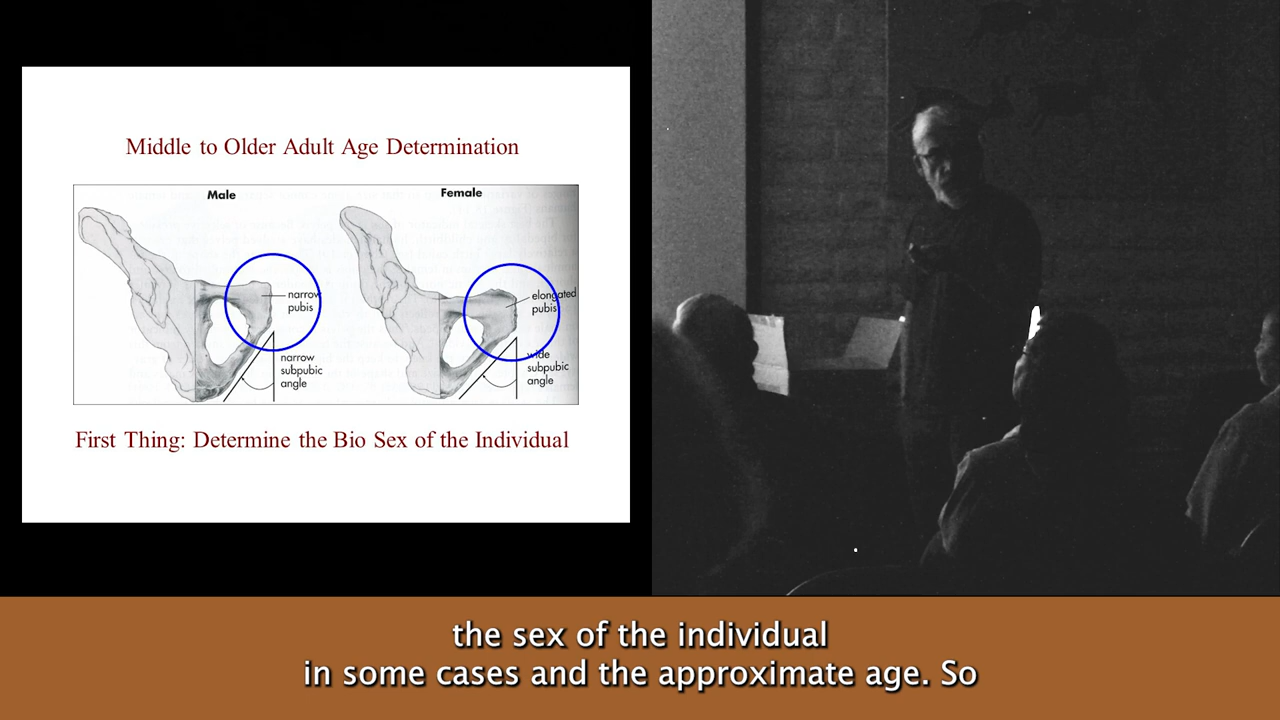 Middle to Older Adult Age Determination
Male
Female
narrow
pubis
elongated
pubis
narrow
subpubic
angle
wide
subpubic
angle
First Thing: Determine the Bio Sex of the Individual
the sex of the individual
in some cases and the approximate age. So